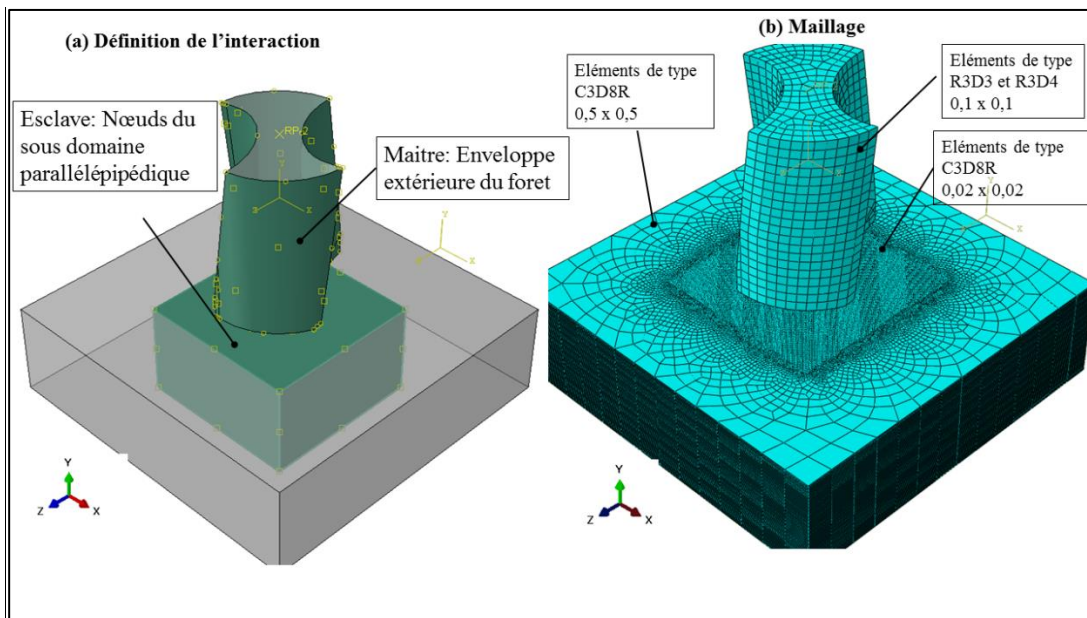 (a) Définition de l’interaction
Esclave: Nœuds du
sous domaine
parallélépipédique
Maitre: Enveloppe
extérieure du foret
Y
Z
X
Y
Z
X
Y
Z
X
(b) Maillage
Eléments de type
C3D8R
0,5 x 0,5
Eléments de type
R3D3 et R3D4
0,1 x 0,1
Eléments de type
C3D8R
0,02 x 0,02
Y
Z
X
Y
Z
X